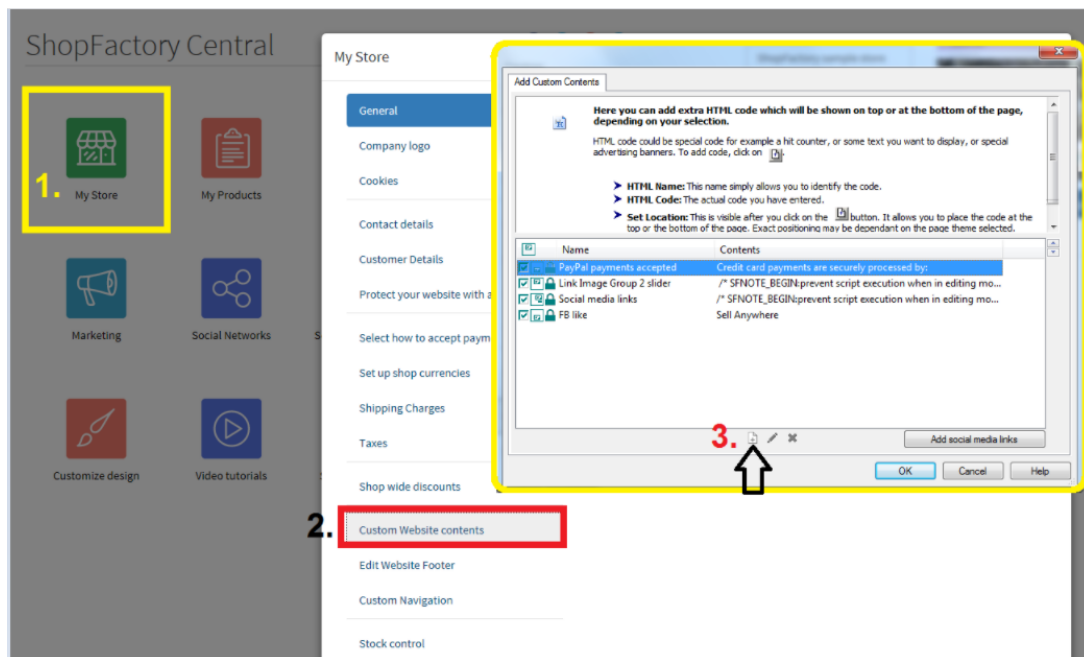 ShopFactory Central
1.
My Store
My Products
Marketing
Social Networks
S
Customize design
Video tutorials
My Store
General
Company logo
Cookies
Contact details
Customer Details
Protect your website with a
Select how to accept paym
Set up shop currencies
Shipping Charges
Taxes
Shop wide discounts
2.
Custom Website contents
Edit Website Footer
Custom Navigation
Stock control
Add Custom Contents
Here you can add extra HTML code which will be shown on top or at the bottom of the page,
depending on your selection.
HTML code could be special code for example a hit counter, or some text you want to display, or special
advertising banners. To add code, click on .
HTML Name: This name simply allows you to identify the code.
HTML Code: The actual code you have entered.
Set Location: This is visible after you click on the button. It allows you to place the code at the
top or the bottom of the page. Exact positioning may be dependant on the page theme selected.
Name Contents
PayPal payments accepted Credit card payments are securely processed by:
Link Image Group 2 slider /* SFNOTE_BEGIN:prevent script execution when in editing mo...
Social media links /* SFNOTE_BEGIN:prevent script execution when in editing mo...
FB like Sell Anywhere
3.
Add social media links
OK Cancel Help